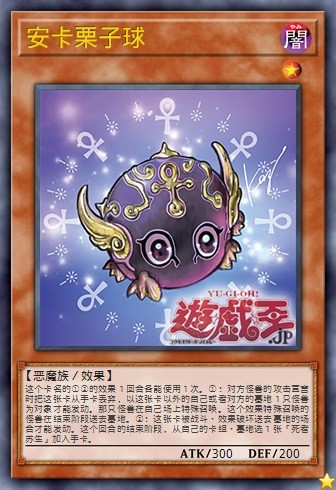 安卡栗子球
闇
YU-GI-OH!
遊戯王
.JP
【恶魔族／效果】
这个卡名的①②的效果1回合各能使用1次。①：对方怪兽的攻击宣言
时把这张卡从手卡丢弃，以这张卡以外的自己或者对方的墓地1只怪兽
为对象才能发动。那只怪兽在自己场上特殊召唤。这个效果特殊召唤的
怪兽在结束阶段送去墓地。②：这张卡被战斗·效果破坏送去墓地的场
合才能发动。这个回合的结束阶段，从自己的卡组·墓地选1张「死者
苏生」加入手卡。
ATK/300 DEF/200